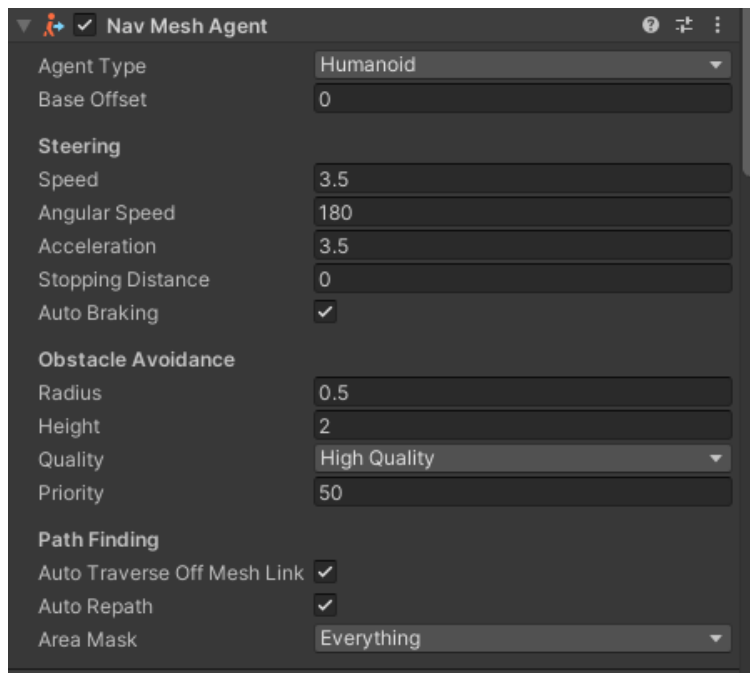 Nav Mesh Agent
Agent Type Humanoid
Base Offset 0
Steering
Speed 3.5
Angular Speed 180
Acceleration 3.5
Stopping Distance 0
Auto Braking
Obstacle Avoidance
Radius 0.5
Height 2
Quality High Quality
Priority 50
Path Finding
Auto Traverse Off Mesh Link
Auto Repath
Area Mask Everything